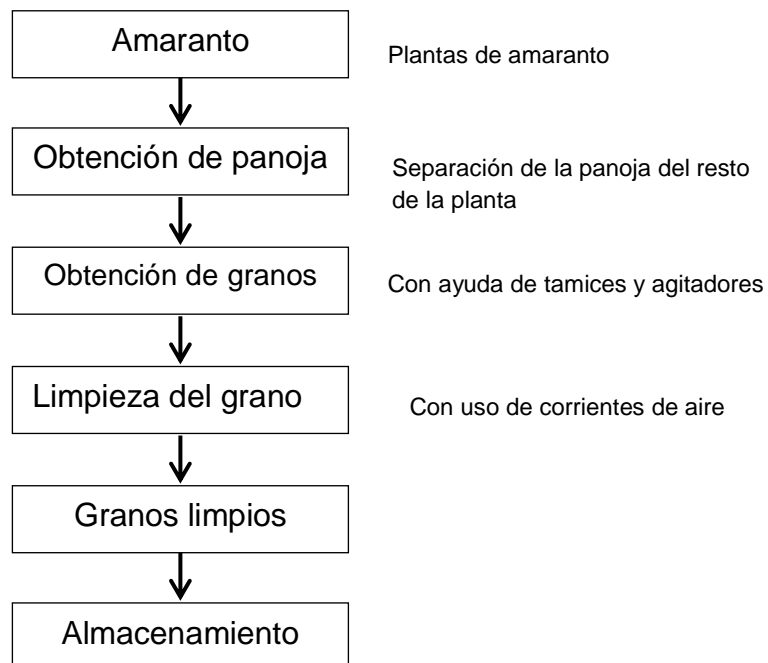 Amaranto
Plantas de amaranto
Obtención de panoja
Separación de la panoja del resto
de la planta
Obtención de granos
Con ayuda de tamices y agitadores
Limpieza del grano
Con uso de corrientes de aire
Granos limpios
Almacenamiento